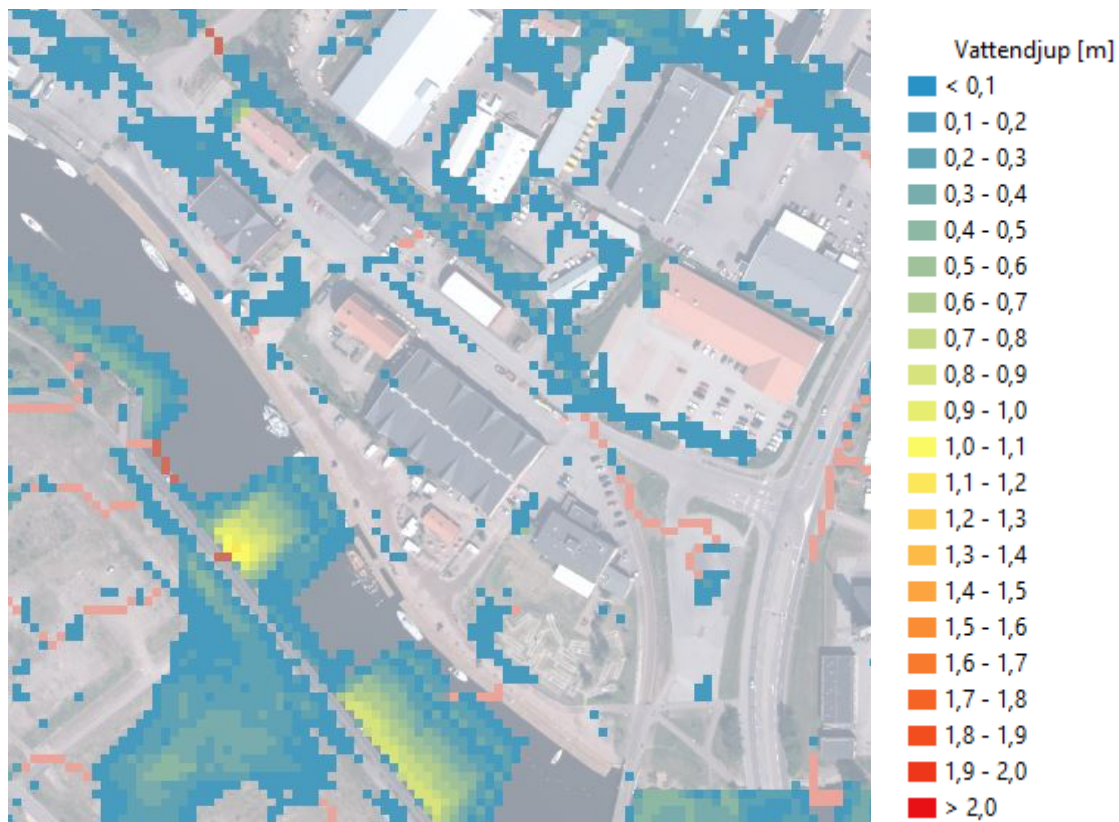 Vattendjup [m]
< 0,1
0,1 - 0,2
0,2 - 0,3
0,3 - 0,4
0,4 - 0,5
0,5 - 0,6
0,6 - 0,7
0,7 - 0,8
0,8 - 0,9
0,9 - 1,0
1,0 - 1,1
1,1 - 1,2
1,2 - 1,3
1,3 - 1,4
1,4 - 1,5
1,5 - 1,6
1,6 - 1,7
1,7 - 1,8
1,8 - 1,9
1,9 - 2,0
> 2,0